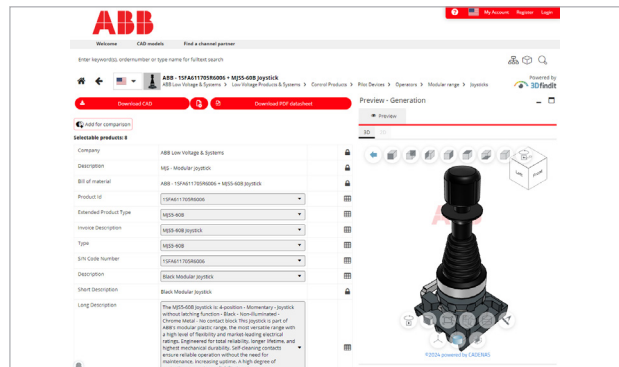 ABB
My Account Register Login
Welcome CAD models Find a channel partner
Enter keyword(s), ordernumber or type name for fulltext search
ABB - 1SFA611705R6006 + MJS5-60B Joystick
ABB Low Voltage & Systems > Low Voltage Products & Systems > Control Products > Pilot Devices > Operators > Modular range > Joysticks
Powered by
3Dfindit
Download CAD
Download PDF datasheet
Preview - Generation
Add for comparison
Preview
Selectable products: 8
3D
Company ABB Low Voltage & Systems
Description MJS - Modular Joystick
Bill of material ABB - 1SFA611705R6006 + MJS5-60B Joystick
Product Id 1SFA611705R6006
Extended Product Type MJS5-60B
Invoice Description MJS5-60B Joystick
Type MJS5-60B
S/N Code Number 1SFA611705R6006
Description Black Modular Joystick
Short Description Black Modular Joystick
Long Description
The MJS5-60B Joystick is: 4-position - Momentary - Joystick
without latching function - Black - Non-illuminated -
Chrome Metal - No contact block This Joystick is part of
ABB's modular plastic range, the most versatile range with
a high level of flexibility and market-leading electrical
ratings. Engineered for total reliability, longer lifetime, and
highest mechanical durability. Self-cleaning contacts
ensure reliable operation without the need for
maintenance, increasing uptime. A high degree of
Left
Front
©2024 powered by CADENAS